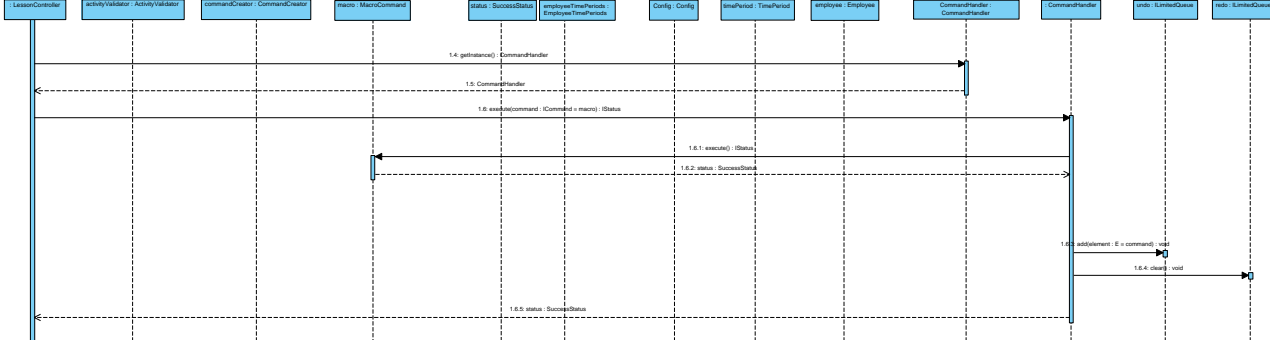 : LessonController
activityValidator : ActivityValidator
commandCreator : CommandCreator
macro : MacroCommand
status : SuccessStatus
employeeTimePeriods :
EmployeeTimePeriods
Config : Config
timePeriod : TimePeriod
employee : Employee
CommandHandler :
CommandHandler
: CommandHandler
undo : ILimitedQueue
redo : ILimitedQueue
1.4: getInstance() : CommandHandler
1.5: CommandHandler
1.6: execute(command : ICommand = macro) : IStatus
1.6.1: execute() : IStatus
1.6.2: status : SuccessStatus
1.6.3: add(element : E = command) : void
1.6.4: clear() : void
1.6.5: status : SuccessStatus